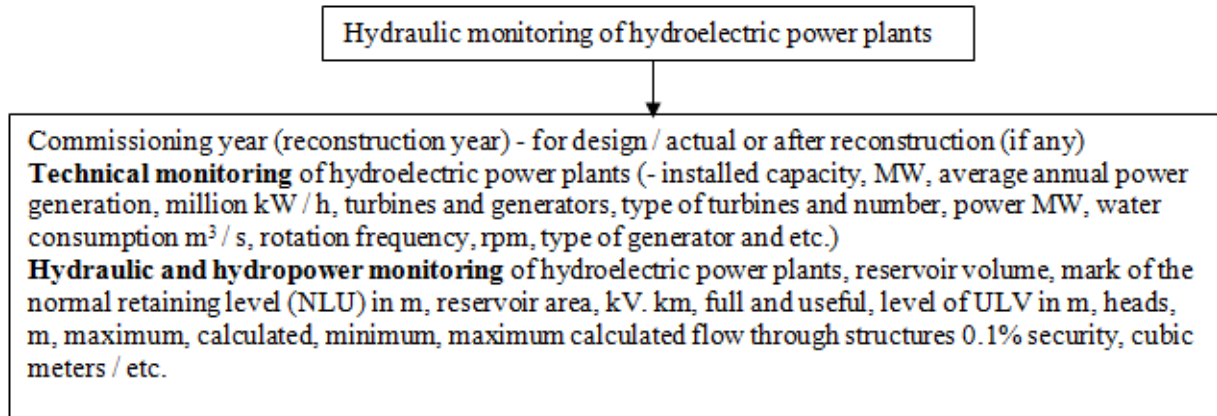 Hydraulic monitoring of hydroelectric power plants
Commissioning year (reconstruction year) - for design / actual or after reconstruction (if any)
Technical monitoring of hydroelectric power plants (- installed capacity, MW, average annual power
generation, million kW / h, turbines and generators, type of turbines and number, power MW, water
consumption m³ / s, rotation frequency, rpm, type of generator and etc.)
Hydraulic and hydropower monitoring of hydroelectric power plants, reservoir volume, mark of the
normal retaining level (NLU) in m, reservoir area, kV. km, full and useful, level of ULV in m, heads,
m, maximum, calculated, minimum, maximum calculated flow through structures 0.1% security, cubic
meters / etc.